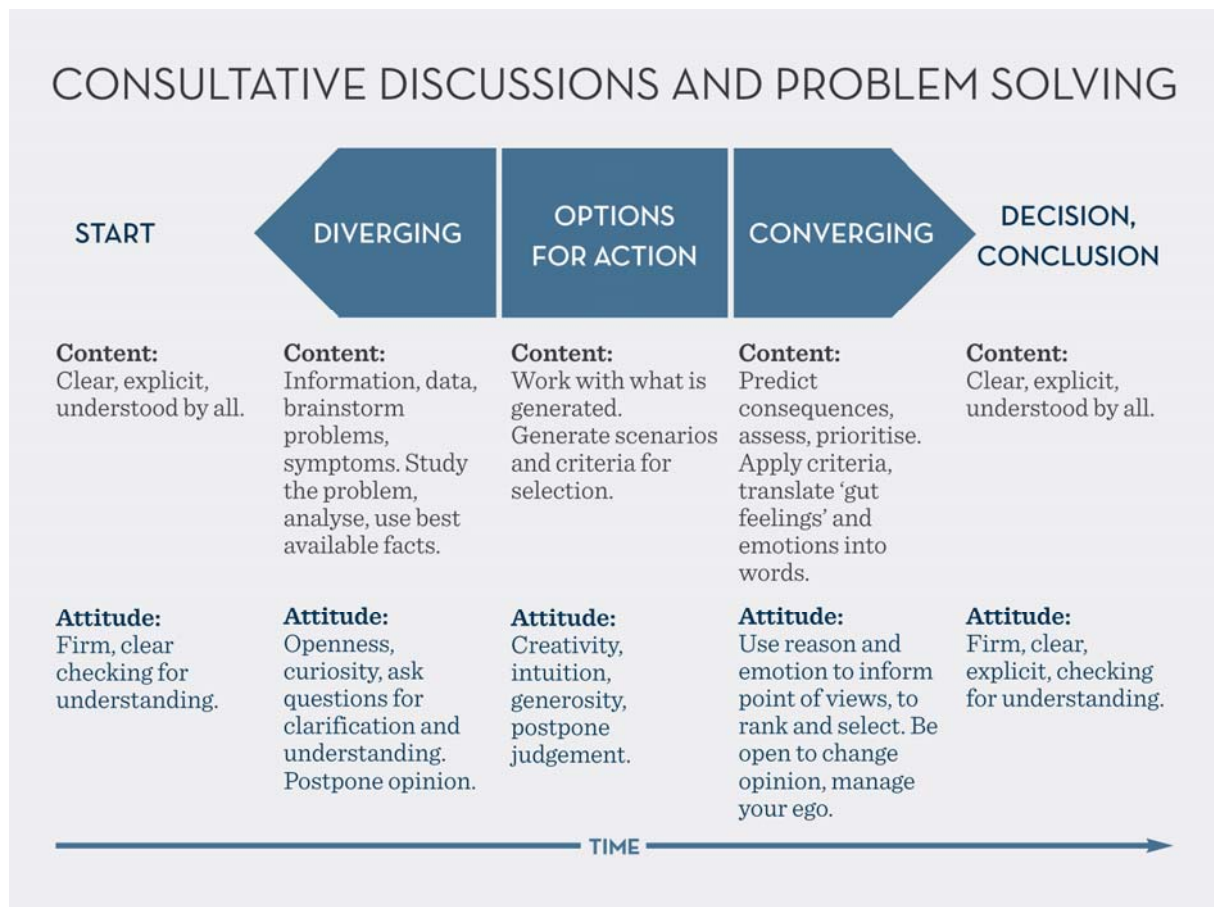 CONSULTATIVE DISCUSSIONS AND PROBLEM SOLVING
START
DIVERGING
OPTIONS
FOR ACTION
CONVERGING
DECISION,
CONCLUSION
Content:
Clear, explicit,
understood by all.
Content:
Information, data,
brainstorm
problems,
symptoms. Study
the problem,
analyse, use best
available facts.
Content:
Work with what is
generated.
Generate scenarios
and criteria for
selection.
Content:
Predict
consequences,
assess, prioritise.
Apply criteria,
translate ‘gut
feelings’ and
emotions into
words.
Content:
Clear, explicit,
understood by all.
Attitude:
Firm, clear
checking for
understanding.
Attitude:
Openness,
curiosity, ask
questions for
clarification and
understanding.
Postpone opinion.
Attitude:
Creativity,
intuition,
generosity,
postpone
judgement.
Attitude:
Use reason and
emotion to inform
point of views, to
rank and select. Be
open to change
opinion, manage
your ego.
Attitude:
Firm, clear,
explicit, checking
for understanding.
TIME